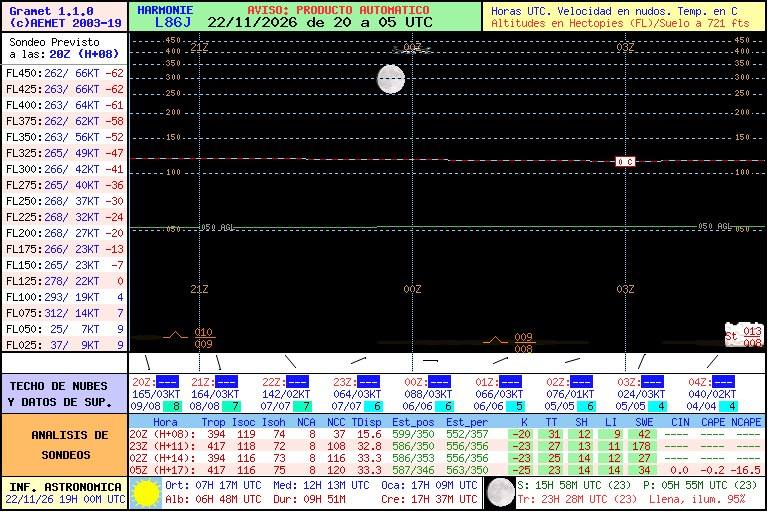 Gramet 1.1.0
(c)AEMET 2003-19
HARMONIE
L86J
AVISO: PRODUCTO AUTOMATICO
22/11/2026 de 20 a 05 UTC
Horas UTC. Velocidad en nudos. Temp. en C
Altitudes en Hectopies (FL)/Suelo a 721 fts
Sondeo Previsto
a las: 20Z (H+08)
FL450:262/ 66KT -62
FL425:263/ 66KT -62
FL400:263/ 64KT -61
FL375:262/ 62KT -58
FL350:263/ 56KT -52
FL325:265/ 49KT -47
FL300:266/ 42KT -41
FL275:265/ 40KT -36
FL250:268/ 37KT -30
FL225:268/ 32KT -24
FL200:268/ 27KT -20
FL175:266/ 23KT -13
FL150:265/ 23KT -7
FL125:278/ 22KT 0
FL100:293/ 19KT 4
FL075:312/ 14KT 7
FL050: 25/ 7KT 9
FL025: 37/ 9KT 9
450 21Z 00Z 03Z 450
400 400
350 350
300 300
250 250
200 200
150 150
0 C
100 100
050 050 AGL 050 AGL 050
21Z 00Z 03Z
010
009
009
008
St 013
008
TECHO DE NUBES
Y DATOS DE SUP.
20Z:--- 21Z:--- 22Z:--- 23Z:--- 00Z:--- 01Z:--- 02Z:--- 03Z:--- 04Z:---
165/03KT 164/03KT 142/02KT 064/03KT 088/03KT 066/03KT 076/01KT 024/03KT 040/02KT
09/08 8 08/08 7 07/07 7 07/07 6 06/06 6 06/06 5 05/05 6 04/04 4 04/04 4
ANALISIS DE
SONDEOS
Hora Trop Isoc Isoh NCA NCC TDisp Est_pos Est_per K TT SH LI SWE CIN CAPE NCAPE
20Z (H+08): 394 119 74 8 37 15.6 599/350 552/357 -20 31 12 9 42 ---- ---- ----
23Z (H+11): 417 118 72 8 108 32.8 586/350 556/360 -23 27 13 11 178 ---- ---- ----
02Z (H+14): 394 116 73 8 116 33.3 586/353 556/354 -23 25 14 12 27 ---- ---- ----
05Z (H+17): 417 116 75 8 120 33.3 587/346 563/356 -25 23 14 14 34 0.0 -0.2 -16.5
INF. ASTRONOMICA
22/11/26 19H 00M UTC
Ort: 07H 17M UTC Med: 12H 13M UTC Oca: 17H 09M UTC
Alb: 06H 48M UTC Dur: 09H 51M Cre: 17H 37M UTC
S: 15H 58M UTC (23) P: 05H 55M UTC (23)
Tr: 23H 28M UTC (23) Llena, ilum. 95%